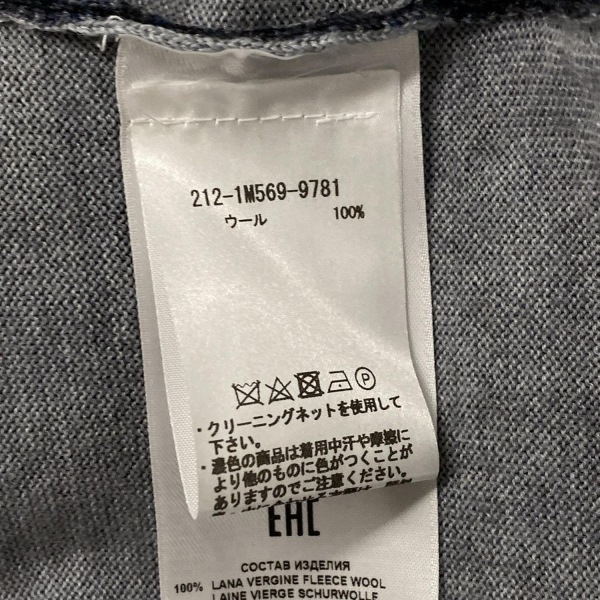 212-1M569-9781
ウール 100%
・クリーニングネットを使用して
下さい。
・濃色の商品は着用中汗や摩擦に
より他のものに色がつくことが
ありますのでご注意ください。
EAC
СОСТАВ ИЗДЕЛИЯ
100% LANA VERGINE FLEECE WOOL
LAINE VIERGE SCHURWOLLE